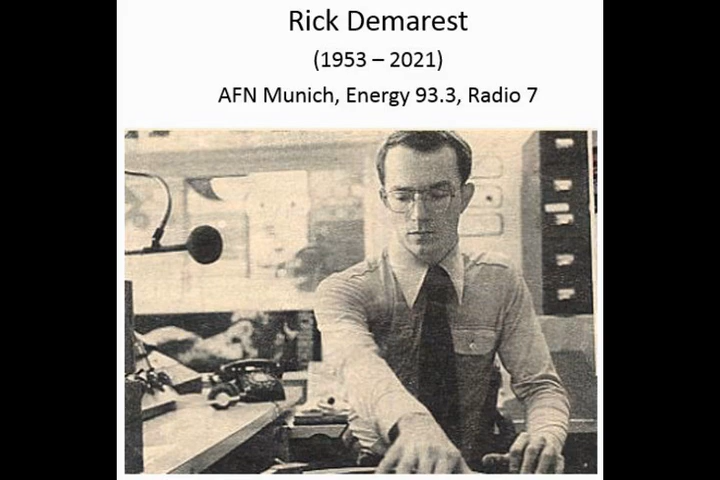 Rick Demarest
(1953 – 2021)
AFN Munich, Energy 93.3, Radio 7